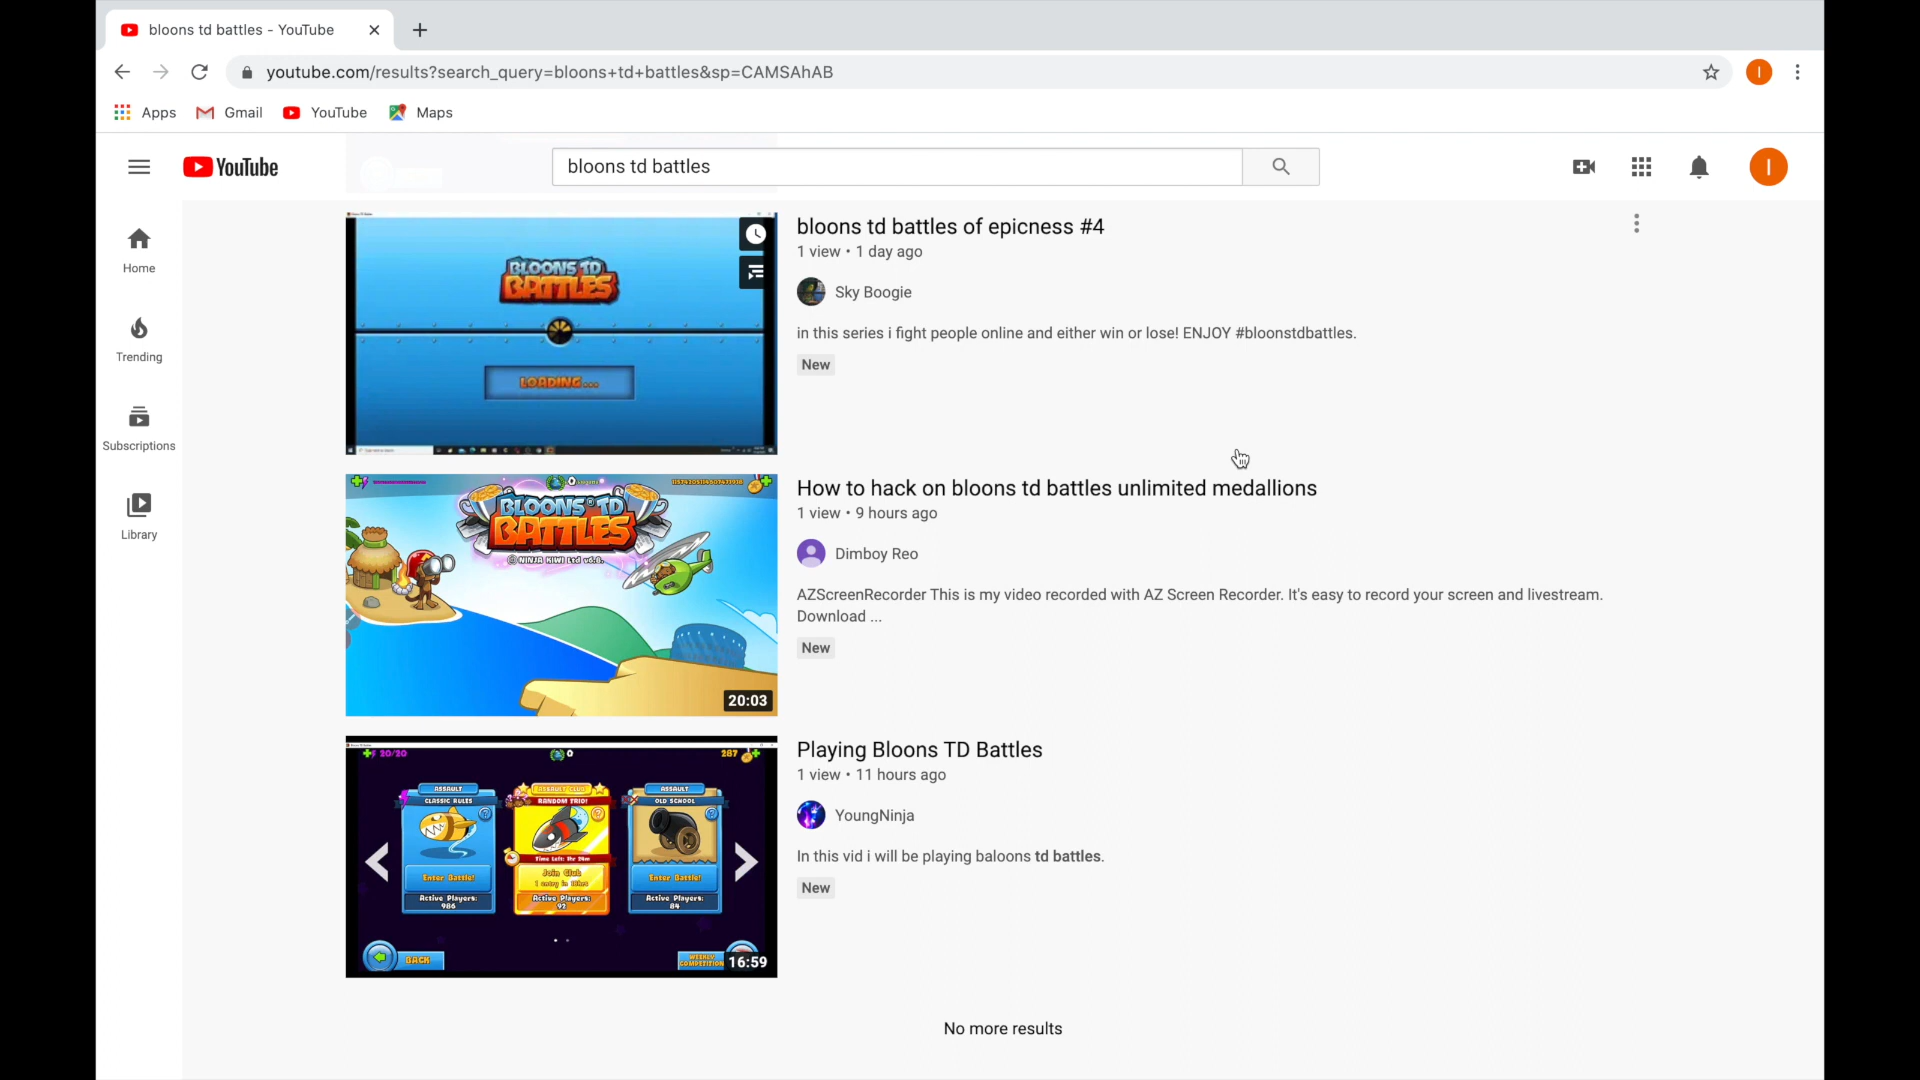 bloons td battles - YouTube
youtube.com/results?search_query=bloons+td+battles&sp=CAMSAhAB
I
Apps
Gmail
YouTube
Maps
YouTube
bloons td battles
I
Home
Trending
Subscriptions
Library
BLOONS TD
BATTLES
LOADING...
bloons td battles of epicness #4
1 view • 1 day ago
Sky Boogie
in this series i fight people online and either win or lose! ENJOY #bloonstdbattles.
New
0
BLOONS TD
BATTLES
© NINJA KIWI Ltd v6.8.
20:03
How to hack on bloons td battles unlimited medallions
1 view • 9 hours ago
Dimboy Reo
AZScreenRecorder This is my video recorded with AZ Screen Recorder. It's easy to record your screen and livestream.
Download ...
New
20/20
0
287
ASSAULT
CLASSIC RULES
Enter Battle!
Active Players:
986
ASSAULT CLUB
RANDOM TRIO!
Time Left: 1hr 24m
Join Club
Active Players:
92
ASSAULT
OLD SCHOOL
Enter Battle!
Active Players:
84
BACK
WEEKLY
COMPETITION
16:59
Playing Bloons TD Battles
1 view • 11 hours ago
YoungNinja
In this vid i will be playing baloons td battles.
New
No more results